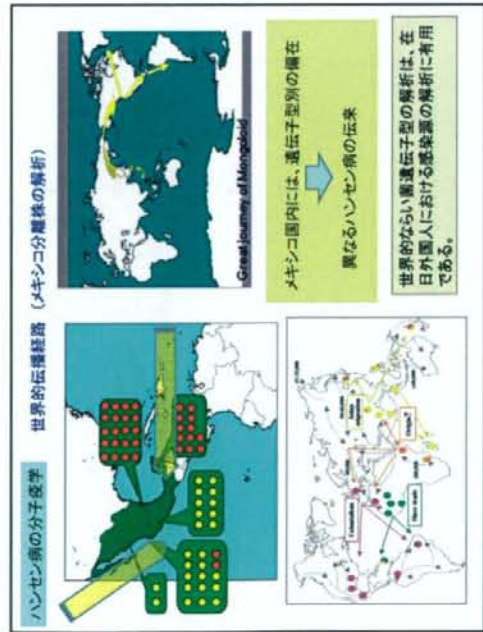 ハンセン病の分子疫学
世界的伝播経路 (メキシコ分離株の解析)
Great journey of Mongoloid
メキシコ国内には、遺伝子型別の偏在
異なるハンセン病の伝来
世界的ならい菌遺伝子型の解析は、在
日外国人における感染源の解析に有用
である。